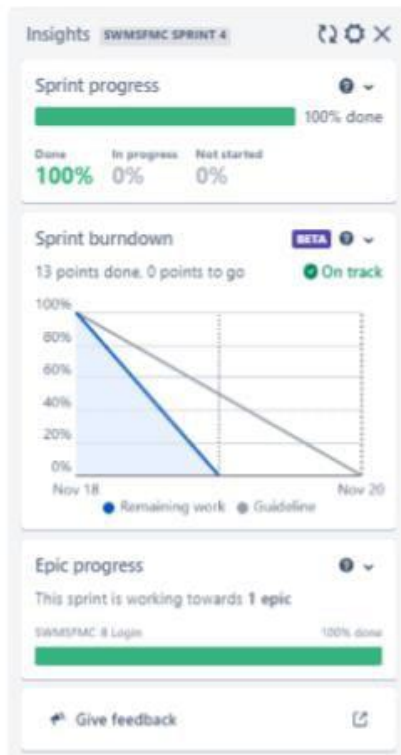 Insights SWMSFMC SPRINT 4
Sprint progress
100% done
Done In progress Not started
100% 0% 0%
Sprint burndown BETA
13 points done, 0 points to go On track
100%
80%
60%
40%
20%
0%
Nov 18 Nov 20
Remaining work Guideline
Epic progress
This sprint is working towards 1 epic
SWMSFMC-8 Login 100% done
Give feedback